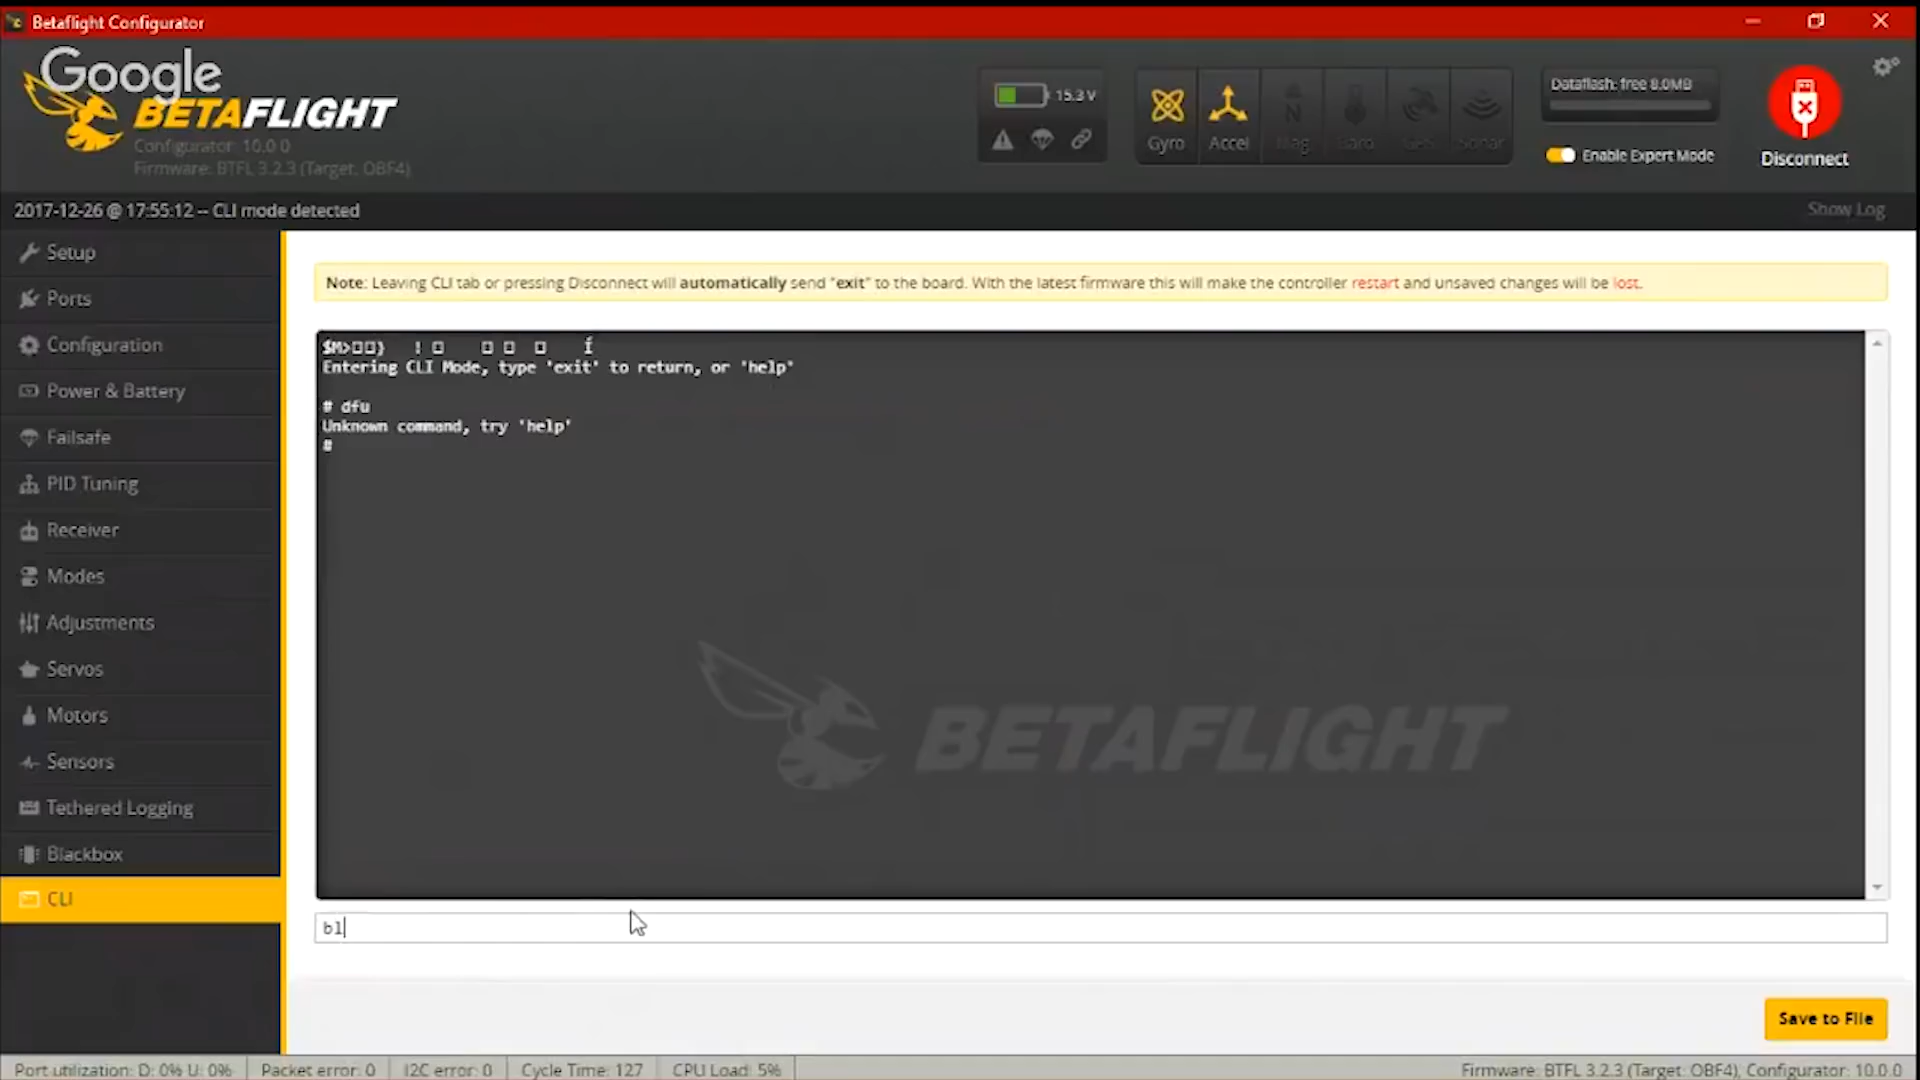 Betaflight Configurator
Google
BETAFLIGHT
Configurator: 10.0.0
Firmware: BTFL 3.2.3 (Target: OBF4)
15.3 V
Gyro
Accel
Mag
Baro
GPS
Sonar
Dataflash: free 8.0MB
Enable Expert Mode
Disconnect
2017-12-26 @ 17:55:12 -- CLI mode detected
Show Log
Setup
Ports
Configuration
Power & Battery
Failsafe
PID Tuning
Receiver
Modes
Adjustments
Servos
Motors
Sensors
Tethered Logging
Blackbox
CLI
Note: Leaving CLI tab or pressing Disconnect will automatically send "exit" to the board. With the latest firmware this will make the controller restart and unsaved changes will be lost.
$M>□□} ! □ □ □ □ Í
Entering CLI Mode, type 'exit' to return, or 'help'
# dfu
Unknown command, try 'help'
#
BETAFLIGHT
bl
Save to File
Port utilization: D: 0% U: 0%
Packet error: 0
I2C error: 0
Cycle Time: 127
CPU Load: 5%
Firmware: BTFL 3.2.3 (Target: OBF4), Configurator: 10.0.0